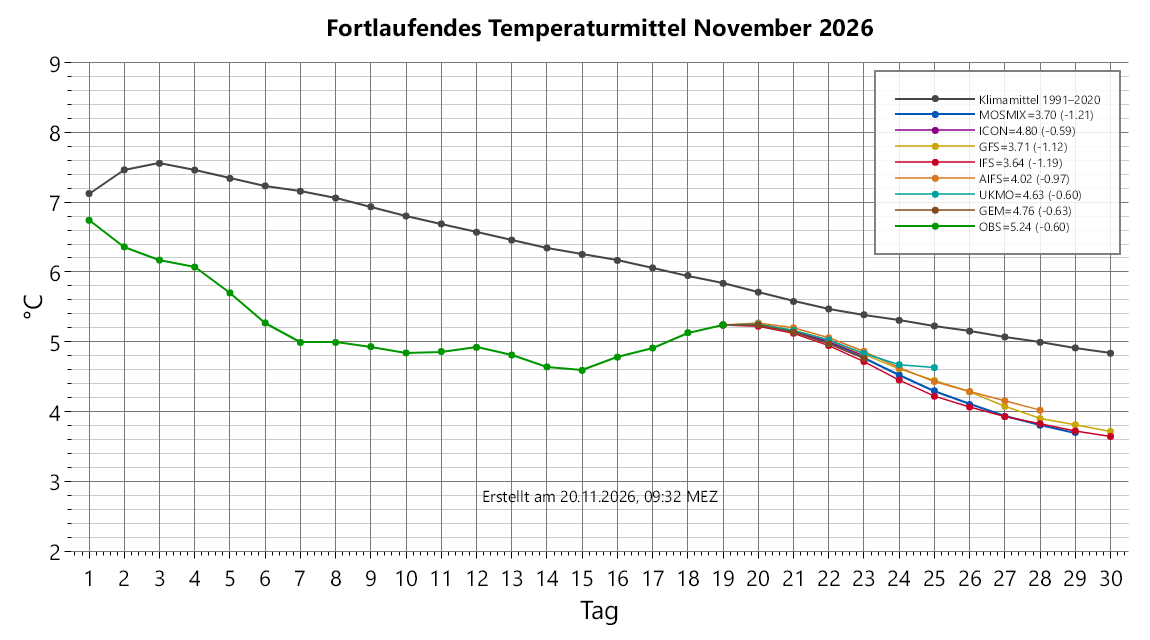 Fortlaufendes Temperaturmittel November 2026
9
8
7
6
5
4
3
2
°C
Klimamittel 1991–2020
MOSMIX=3.70 (-1.21)
ICON=4.80 (-0.59)
GFS=3.71 (-1.12)
IFS=3.64 (-1.19)
AIFS=4.02 (-0.97)
UKMO=4.63 (-0.60)
GEM=4.76 (-0.63)
OBS=5.24 (-0.60)
Erstellt am 20.11.2026, 09:32 MEZ
1 2 3 4 5 6 7 8 9 10 11 12 13 14 15 16 17 18 19 20 21 22 23 24 25 26 27 28 29 30
Tag